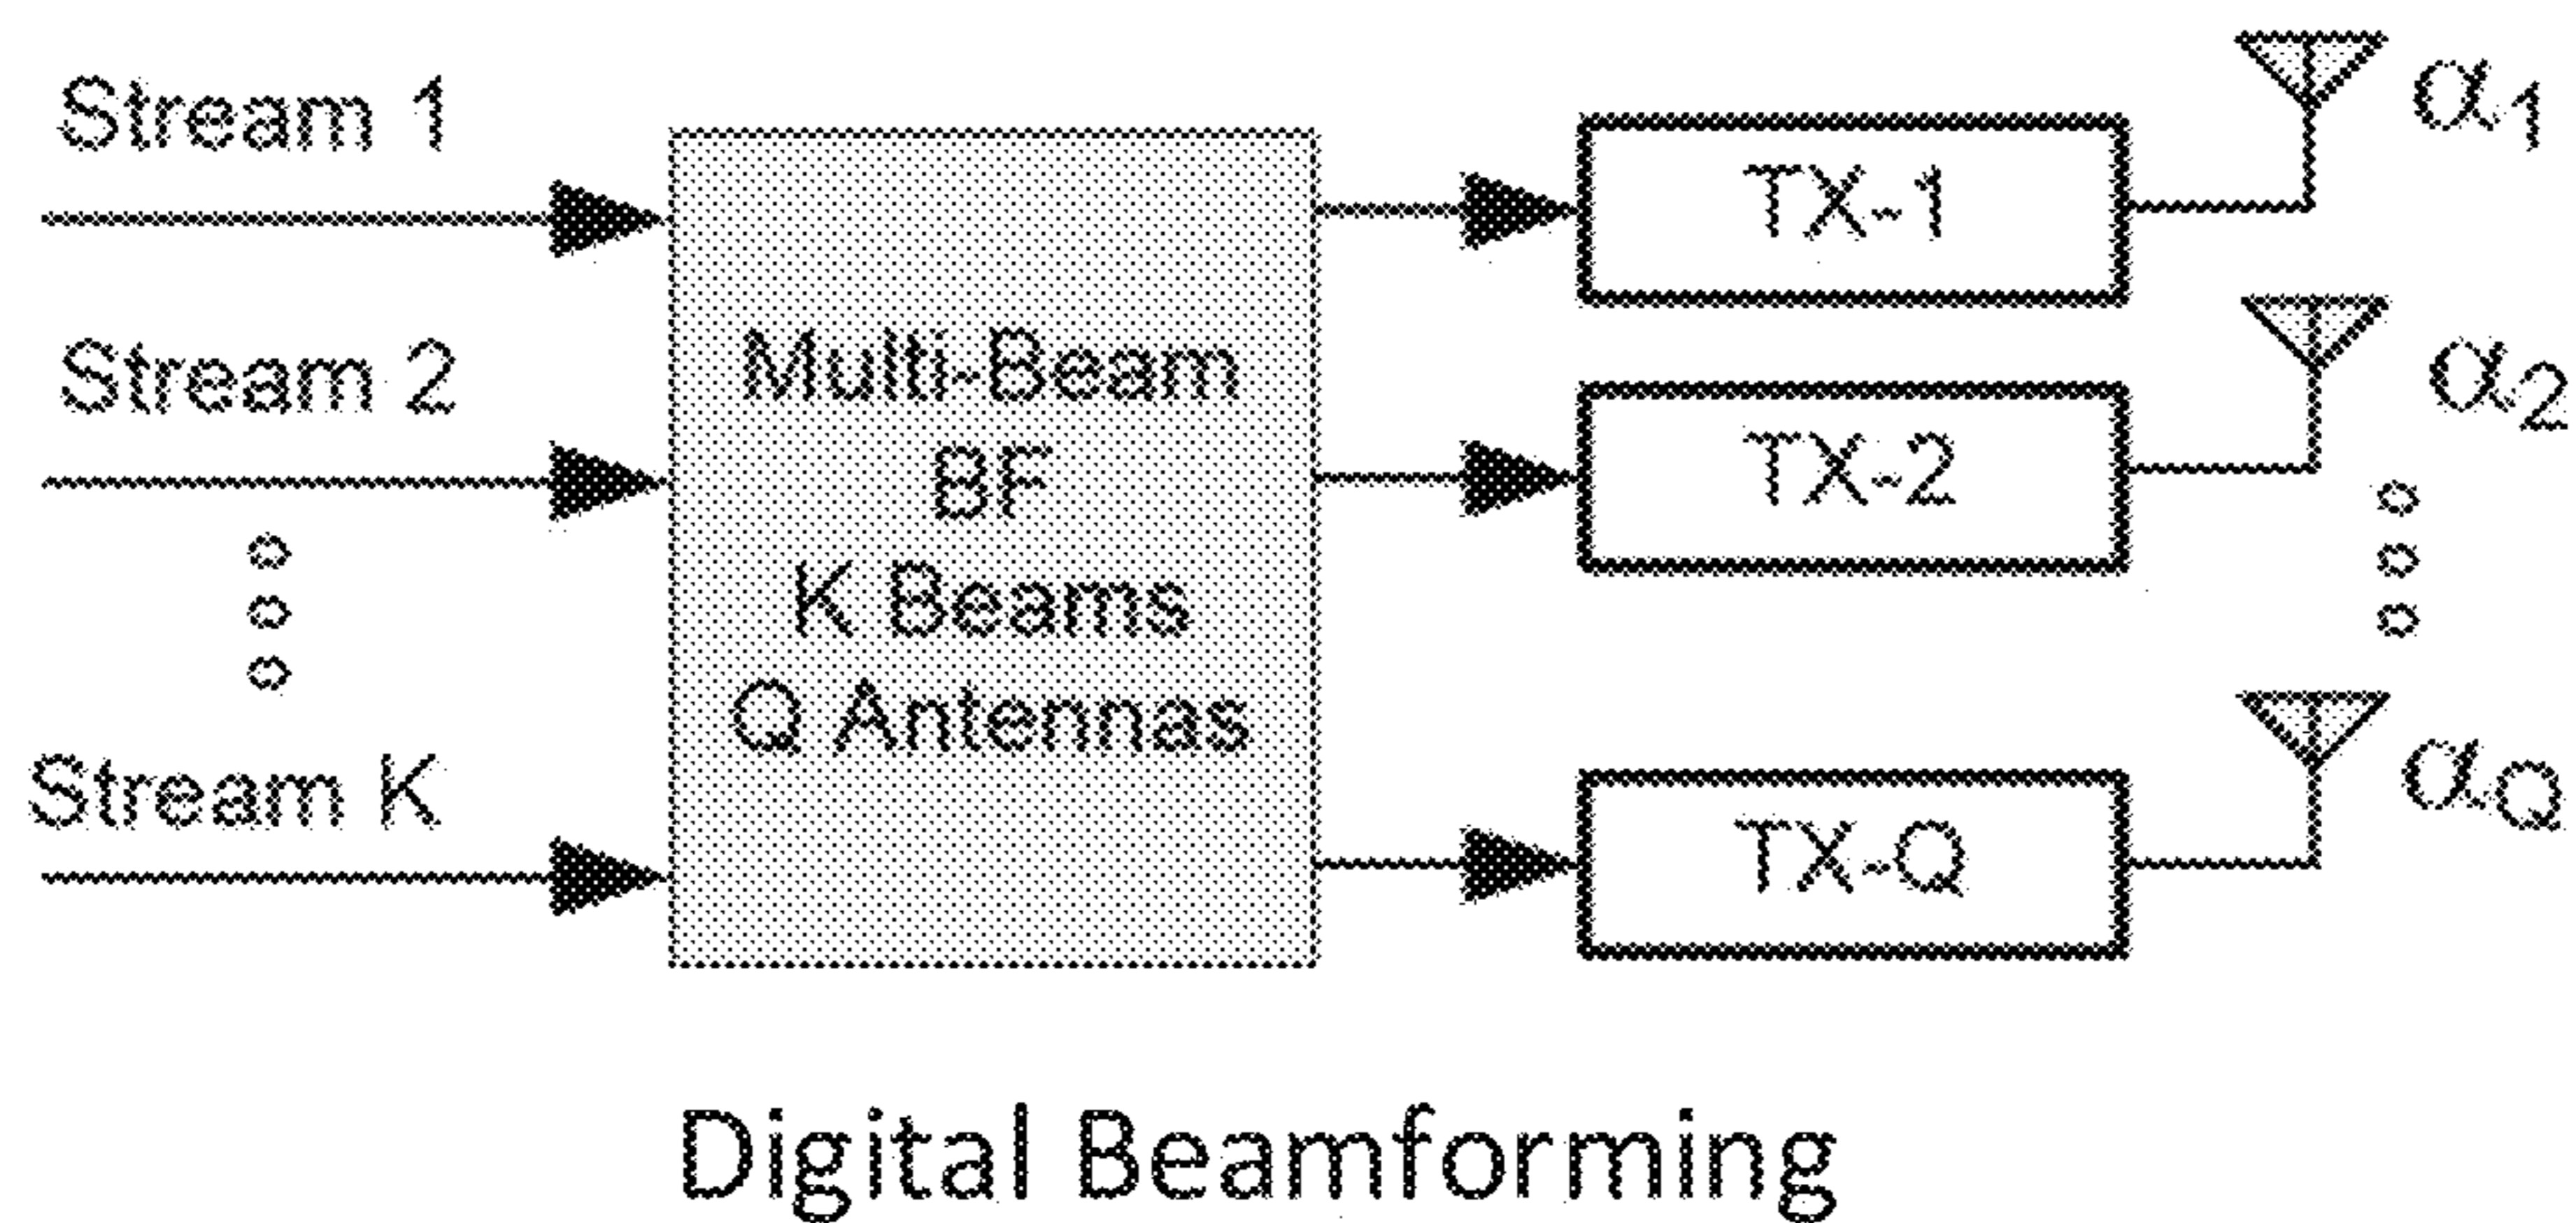 Stream 1
Stream 2
Stream K
Multi-Beam
BF
K Beams
Q Antennas
TX-1
TX-2
TX-Q
α1
α2
αQ
Digital Beamforming